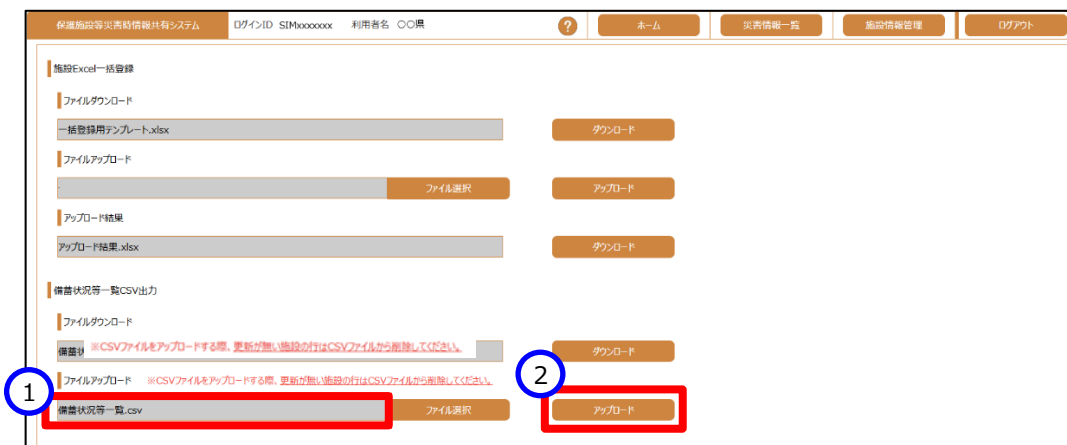 保護施設等災害時情報共有システム ログインID SIMxxxxxxx 利用者名 〇〇県 ? ホーム 災害情報一覧 施設情報管理 ログアウト
施設Excel一括登録
ファイルダウンロード
一括登録用テンプレート.xlsx ダウンロード
ファイルアップロード
- ファイル選択 アップロード
アップロード結果
アップロード結果.xlsx ダウンロード
備蓄状況等一覧CSV出力
ファイルダウンロード
備蓄 ※CSVファイルをアップロードする際、更新が無い施設の行はCSVファイルから削除してください。 ダウンロード
ファイルアップロード ※CSVファイルをアップロードする際、更新が無い施設の行はCSVファイルから削除してください。
1 2
備蓄状況等一覧.csv ファイル選択 アップロード